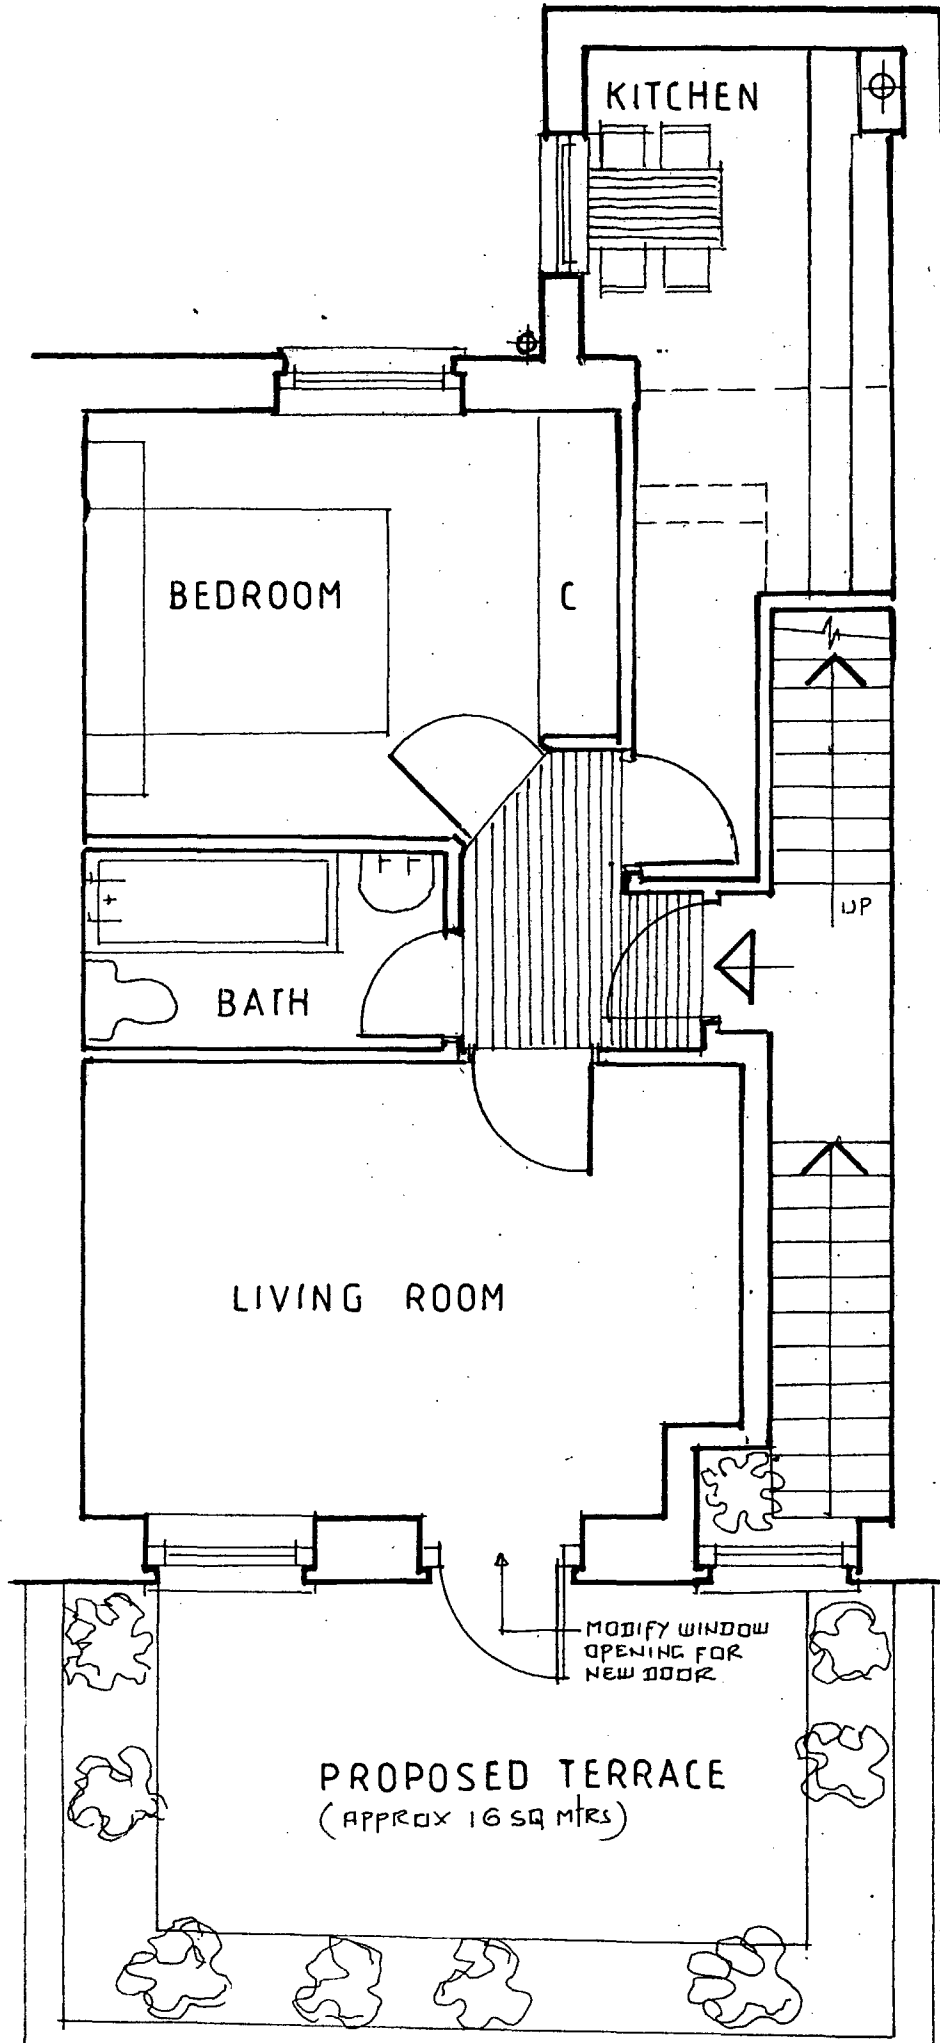 KITCHEN
BEDROOM
C
UP
BATH
LIVING ROOM
MODIFY WINDOW
OPENING FOR
NEW DOOR
PROPOSED TERRACE
(APPROX 16 SQ MTRS)